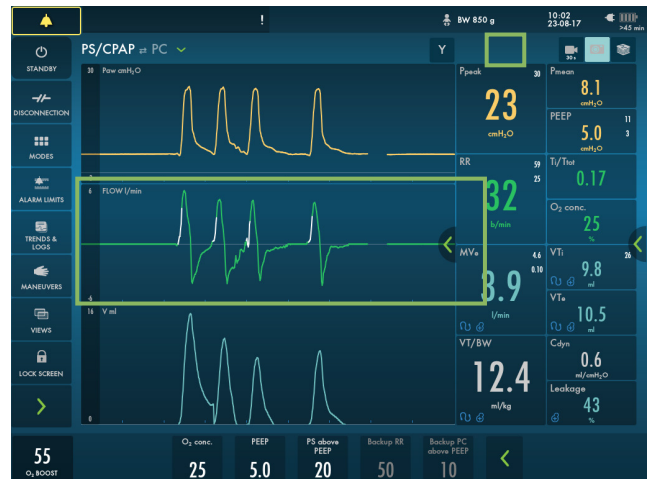 !
BW 850 g
10:02
23-08-17
>45 min
STANDBY
DISCONNECTION
MODES
ALARM LIMITS
TRENDS &
LOGS
MANEUVERS
VIEWS
LOCK SCREEN
55
O₂ BOOST
PS/CPAP ⇄ PC
Y
30 s
30 Paw cmH₂O
6 FLOW l/min
-6
16 V ml
0
Ppeak 30
23
cmH₂O
RR 59
25
32
b/min
MVe 4.6
0.10
3.9
l/min
VT/BW
12.4
ml/kg
Pmean
8.1
cmH₂O
PEEP 11
5.0 3
cmH₂O
Ti/Ttot
0.17
O₂ conc.
25
%
VTi 26
9.8
ml
VTe
10.5
ml
Cdyn
0.6
ml/cmH₂O
Leakage
43
%
O₂ conc.
25
PEEP
5.0
PS above
PEEP
20
Backup RR
50
Backup PC
above PEEP
10